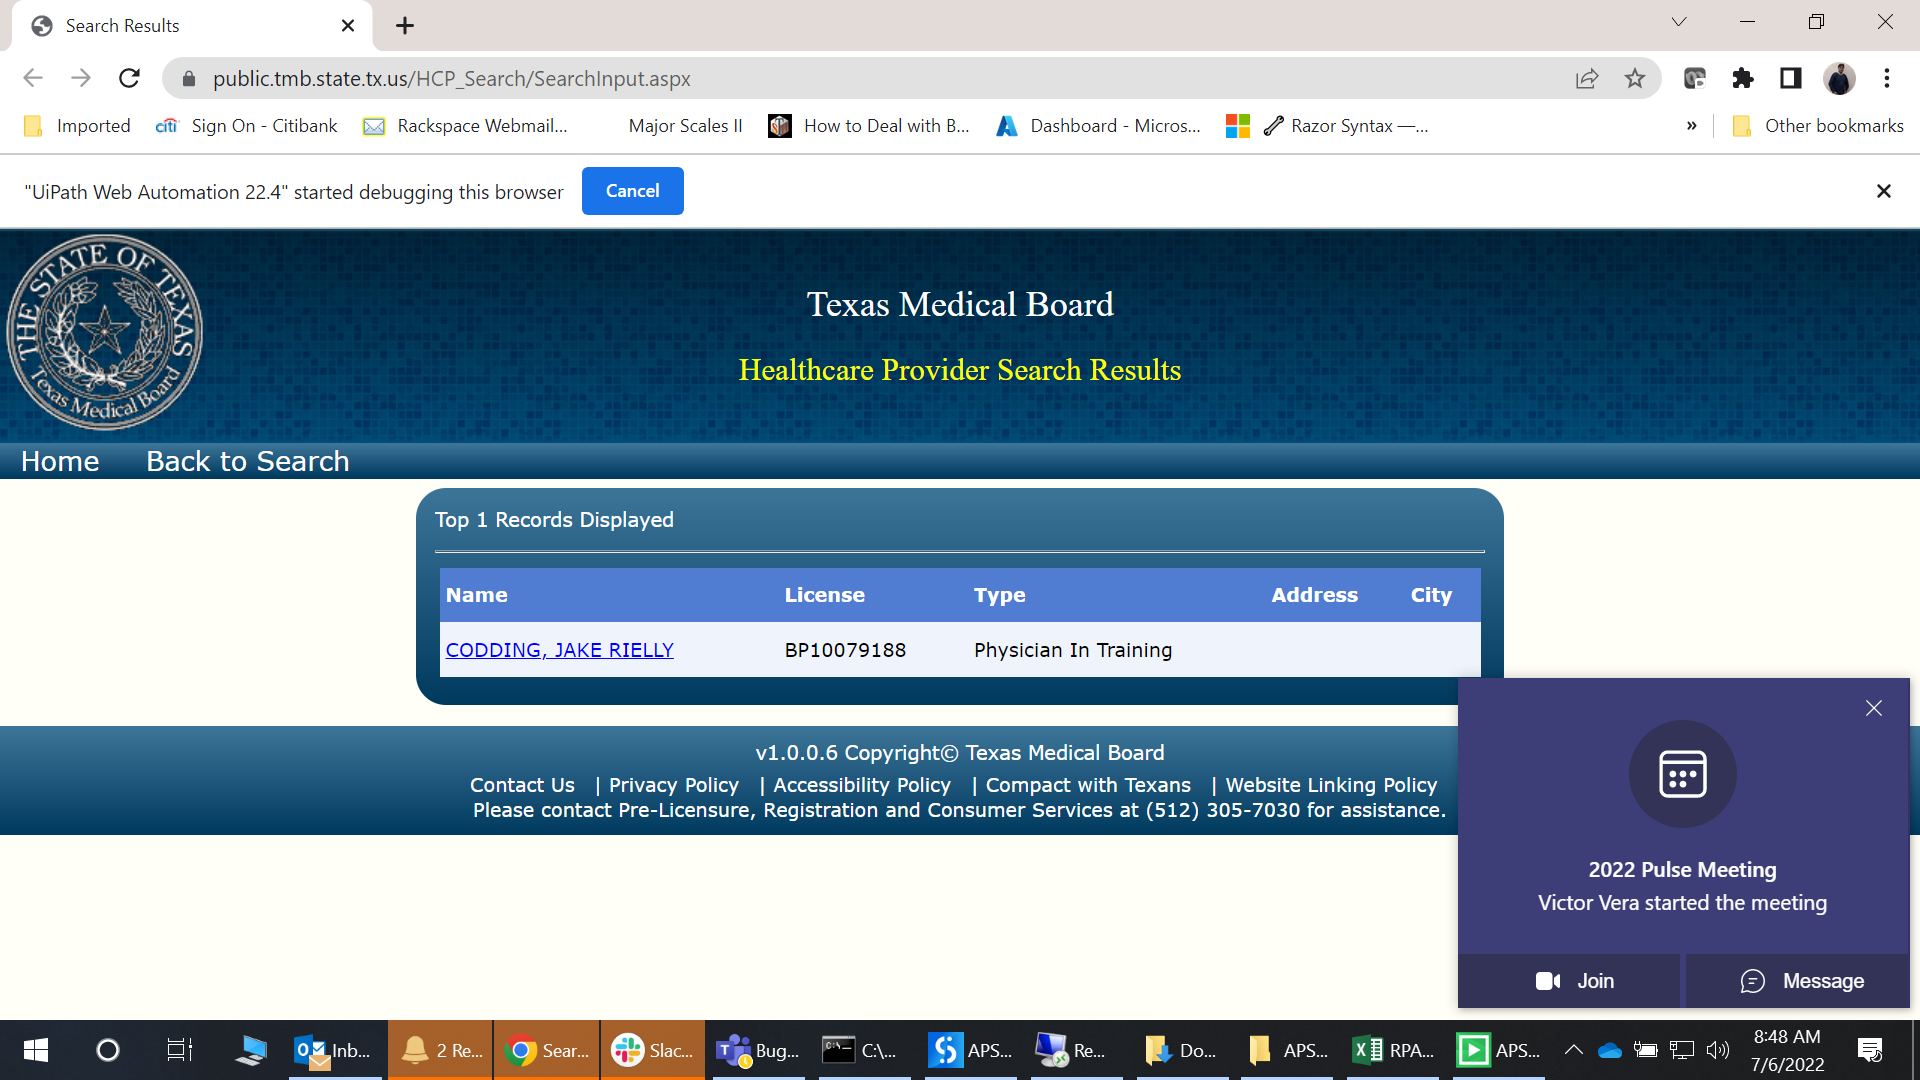 Search Results
public.tmb.state.tx.us/HCP_Search/SearchInput.aspx
Imported
citi Sign On - Citibank
Rackspace Webmail...
Major Scales II
How to Deal with B...
Dashboard - Micros...
Razor Syntax —...
»
Other bookmarks
"UiPath Web Automation 22.4" started debugging this browser
Cancel
THE STATE OF TEXAS
Texas Medical Board
Texas Medical Board
Healthcare Provider Search Results
Home Back to Search
Top 1 Records Displayed
Name License Type Address City
CODDING, JAKE RIELLY BP10079188 Physician In Training
v1.0.0.6 Copyright© Texas Medical Board
Contact Us | Privacy Policy | Accessibility Policy | Compact with Texans | Website Linking Policy
Please contact Pre-Licensure, Registration and Consumer Services at (512) 305-7030 for assistance.
2022 Pulse Meeting
Victor Vera started the meeting
Join
Message
Inb...
2 Re...
Sear...
Slac...
Bug...
C:\...
APS...
Re...
Do...
APS...
RPA...
APS...
8:48 AM
7/6/2022